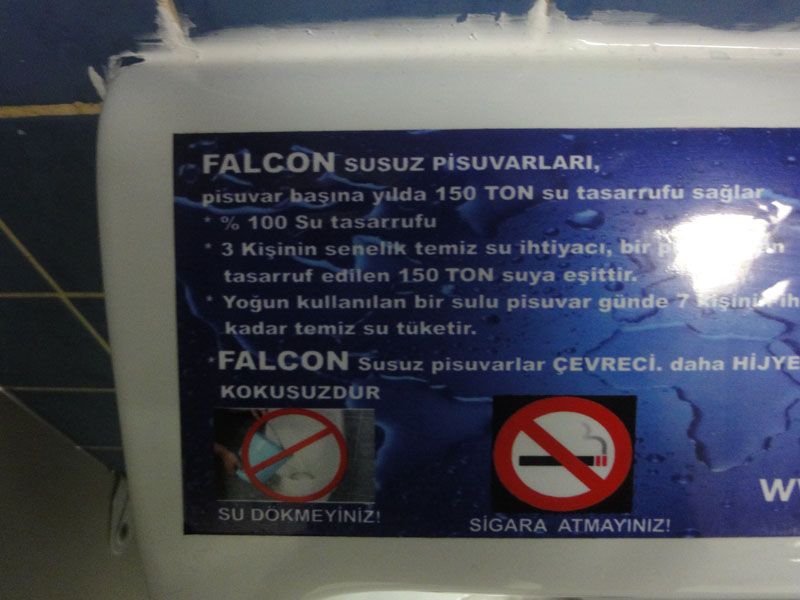 FALCON SUSUZ PİSUVARLARI,
pisuvar başına yılda 150 TON su tasarrufu sağlar
* % 100 Su tasarrufu
* 3 Kişinin senelik temiz su ihtiyacı, bir
tasarruf edilen 150 TON suya eşittir.
* Yoğun kullanılan bir sulu pisuvar günde 7 kişinin
kadar temiz su tüketir.
*FALCON Susuz pisuvarlar ÇEVRECİ. daha
KOKUSUZDUR
SU DÖKMEYİNİZ!
SİGARA ATMAYINIZ!